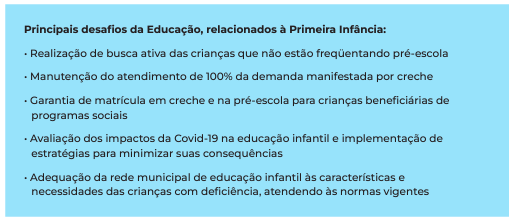 Principais desafios da Educação, relacionados à Primeira Infância:
• Realização de busca ativa das crianças que não estão freqüentando pré-escola
• Manutenção do atendimento de 100% da demanda manifestada por creche
• Garantia de matrícula em creche e na pré-escola para crianças beneficiárias de
programas sociais
• Avaliação dos impactos da Covid-19 na educação infantil e implementação de
estratégias para minimizar suas consequências
• Adequação da rede municipal de educação infantil às características e
necessidades das crianças com deficiência, atendendo às normas vigentes